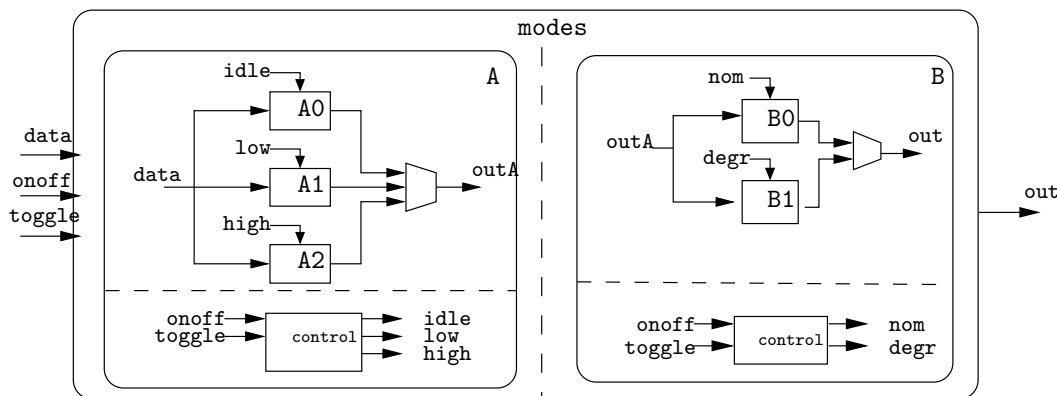 modes
data
onoff
toggle
A
idle
A0
low
data
A1
outA
high
A2
onoff
toggle
control
idle
low
high
B
nom
B0
outA
out
degr
B1
onoff
toggle
control
nom
degr
out